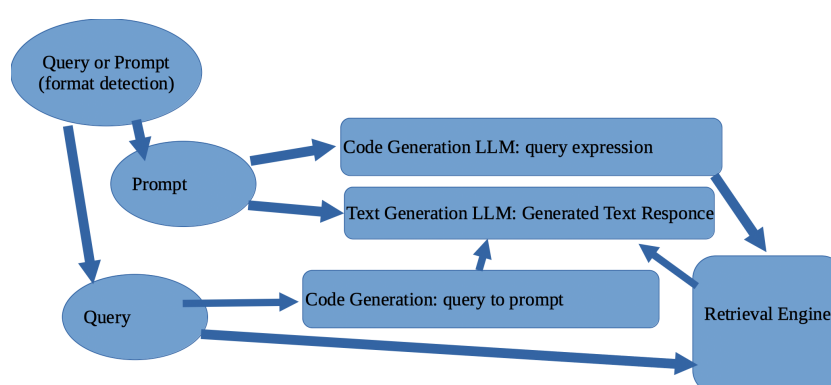 Query or Prompt
(format detection)
Code Generation LLM: query expression
Prompt
Text Generation LLM: Generated Text Responce
Code Generation: query to prompt
Retrieval Engine
Query